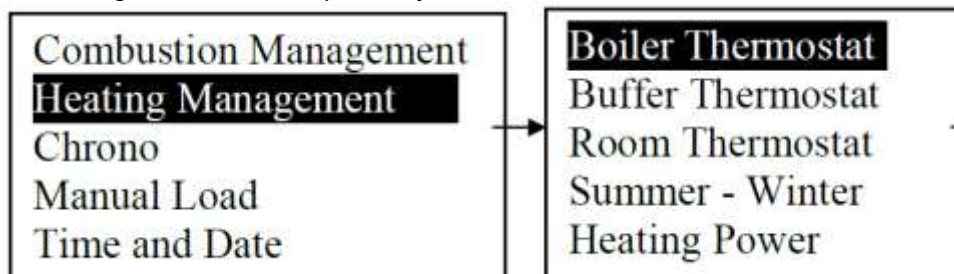 Combustion Management
Heating Management
Chrono
Manual Load
Time and Date
Boiler Thermostat
Buffer Thermostat
Room Thermostat
Summer - Winter
Heating Power